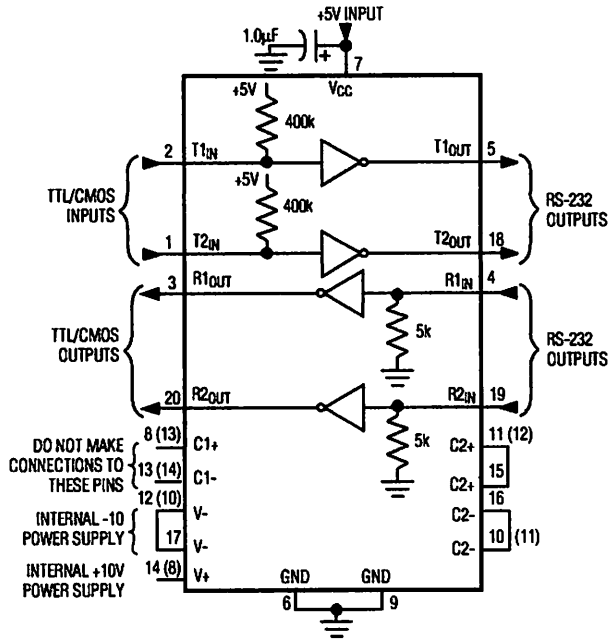 +5V INPUT
1.0µF
+
7
VCC
+5V
400k
2
T1IN
T1OUT
5
+5V
400k
TTL/CMOS
INPUTS
RS-232
OUTPUTS
1
T2IN
T2OUT
18
3
R1OUT
R1IN
4
5k
TTL/CMOS
OUTPUTS
RS-232
OUTPUTS
20
R2OUT
R2IN
19
5k
8 (13)
C1+
DO NOT MAKE
CONNECTIONS TO
THESE PINS
13 (14)
C1-
11 (12)
C2+
15
C2+
12 (10)
V-
INTERNAL -10
POWER SUPPLY
17
V-
16
C2-
10 (11)
C2-
INTERNAL +10V
POWER SUPPLY
14 (8)
V+
GND
GND
6
9